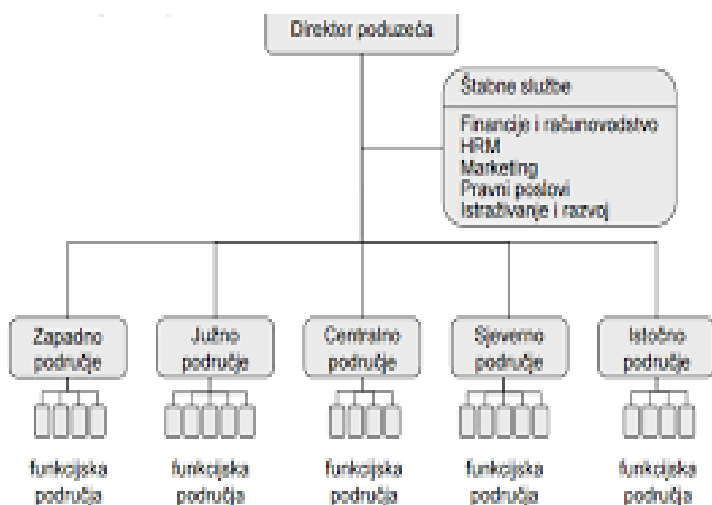 Direktor poduzeća
Štabne službe
Financije i računovodstvo
HRM
Marketing
Pravni poslovi
Istraživanje i razvoj
Zapadno
područje
Južno
područje
Centralno
područje
Sjeverno
područje
Istočno
područje
funkcijska
područja
funkcijska
područja
funkcijska
područja
funkcijska
područja
funkcijska
područja